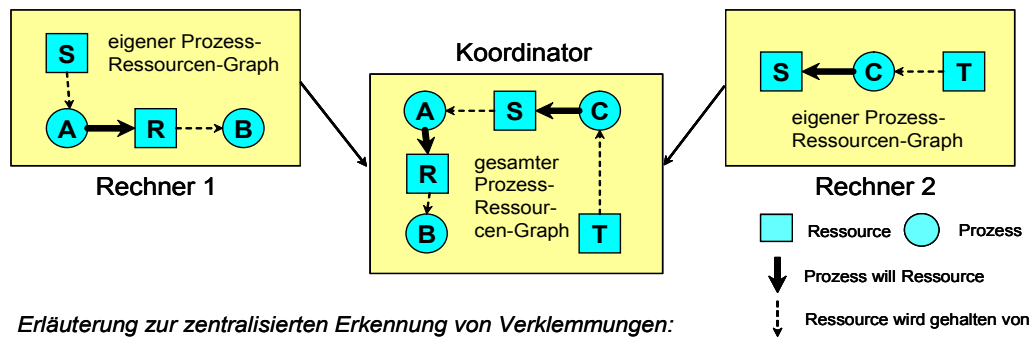 S
eigener Prozess-
Ressourcen-Graph
A
R
B
Rechner 1
Koordinator
A
S
C
R
gesamter
Prozess-
Ressour-
cen-Graph
B
T
S
C
T
eigener Prozess-
Ressourcen-Graph
Rechner 2
Ressource
Prozess
Prozess will Ressource
Ressource wird gehalten von
Erläuterung zur zentralisierten Erkennung von Verklemmungen: